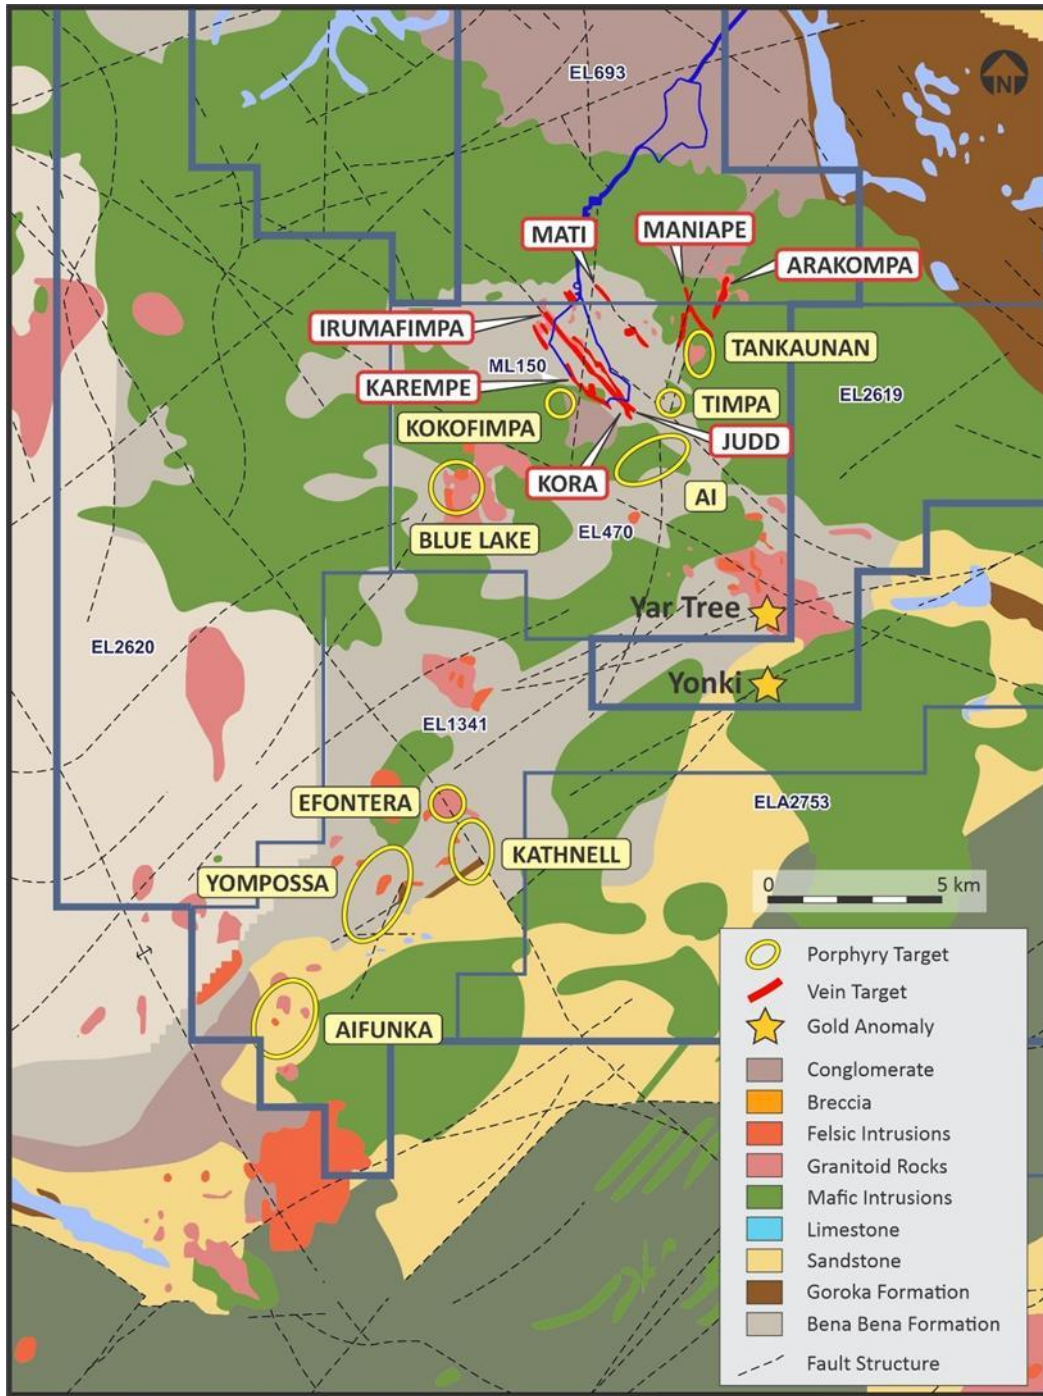 EL693
N
MATI
MANIAPE
ARAKOMPA
IRUMAFIMPA
TANKAUNAN
ML150
KAREMPE
EL2619
TIMPA
KOKOFIMPA
JUDD
KORA
AI
BLUE LAKE
EL470
Yar Tree
EL2620
Yonki
EL1341
EFONTERA
ELA2753
KATHNELL
YOMPOSSA
0 5 km
AIFUNKA
Porphyry Target
Vein Target
Gold Anomaly
Conglomerate
Breccia
Felsic Intrusions
Granitoid Rocks
Mafic Intrusions
Limestone
Sandstone
Goroka Formation
Bena Bena Formation
Fault Structure